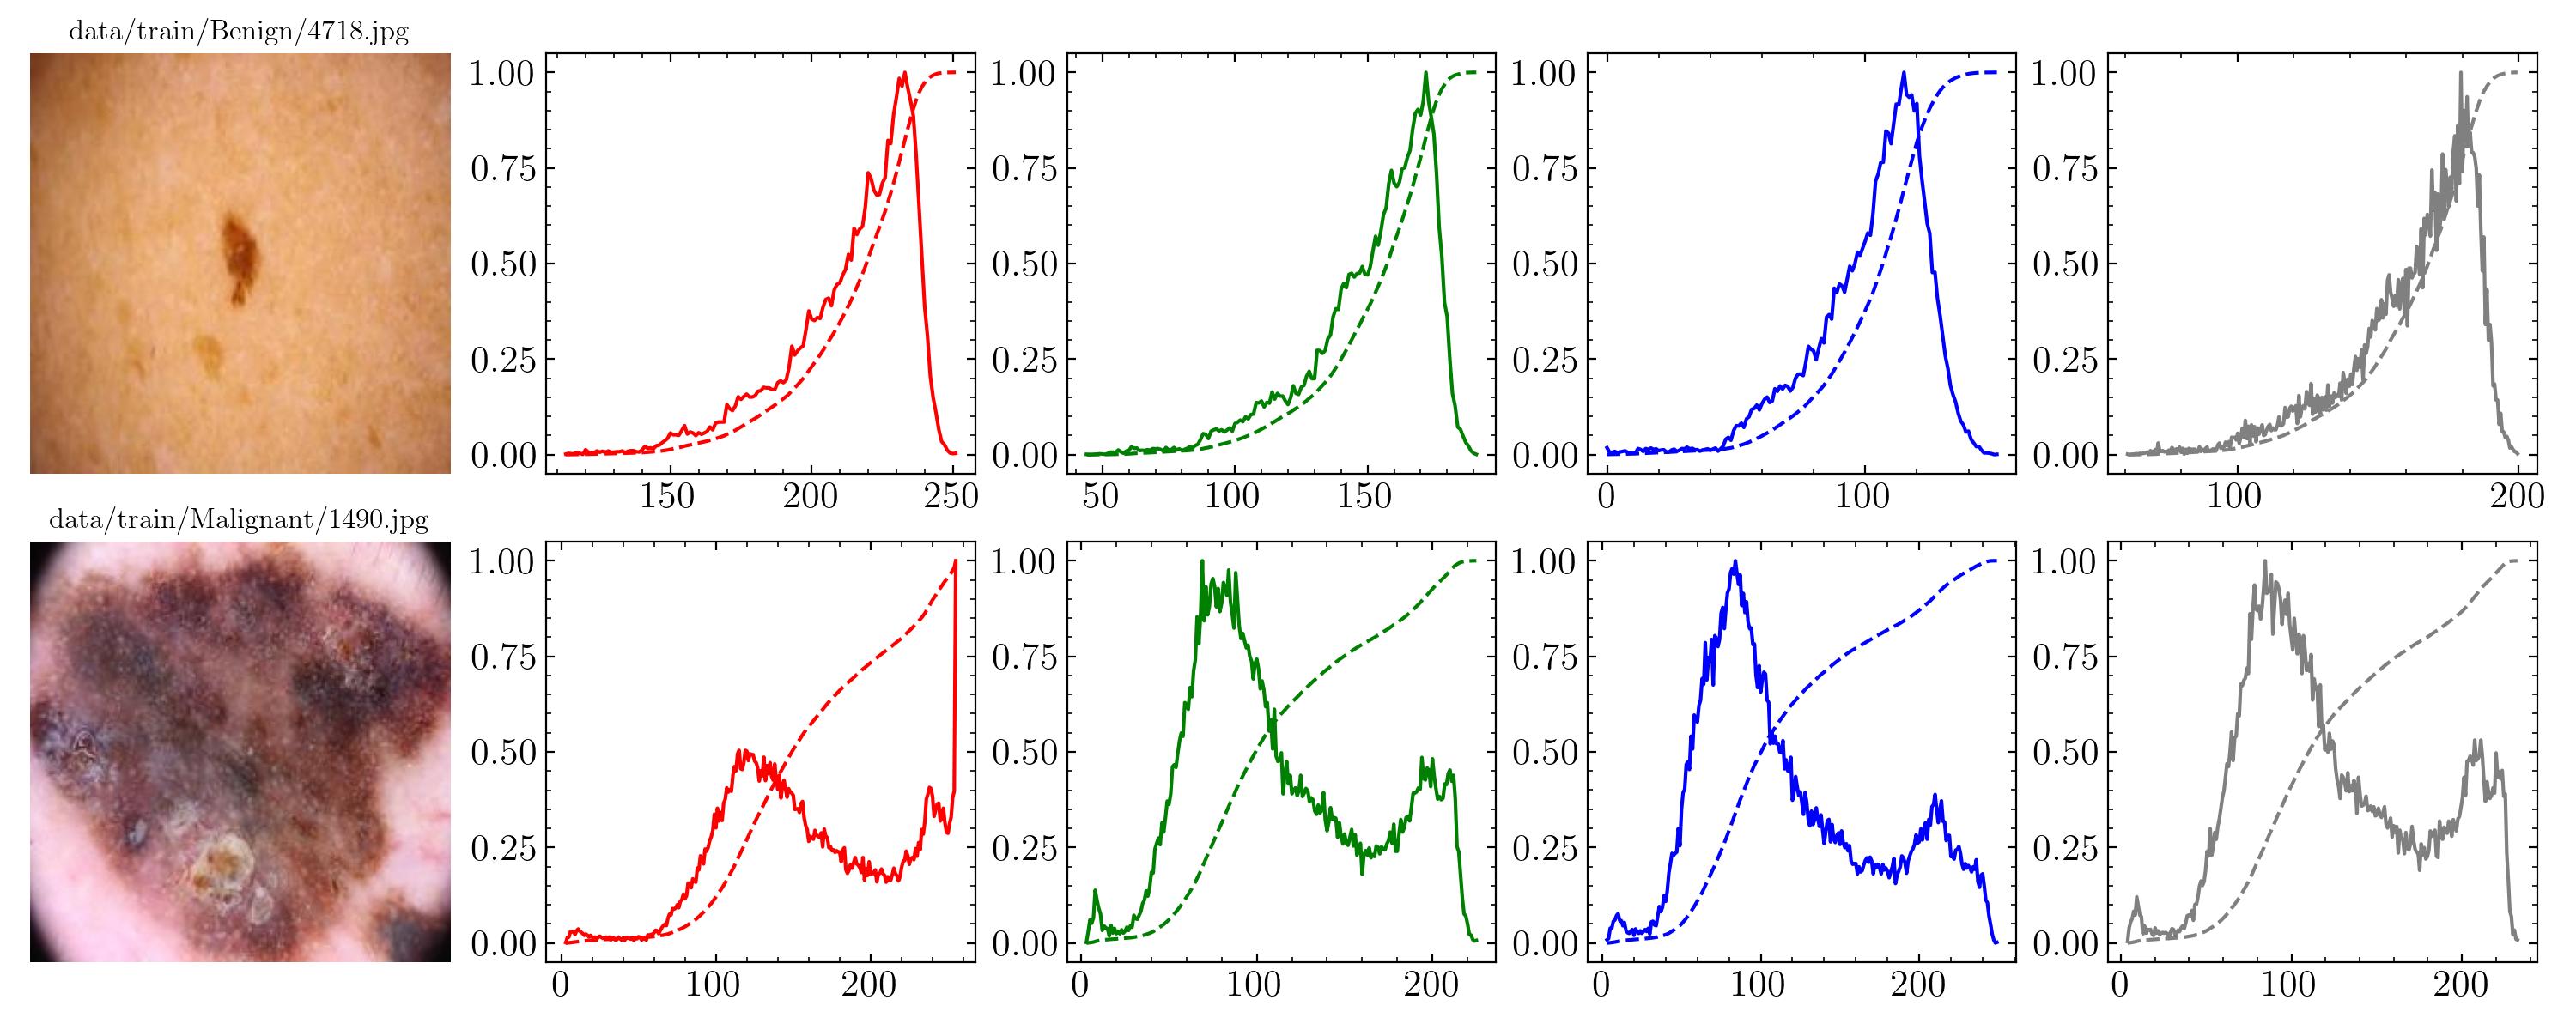 data/train/Benign/4718.jpg
1.00 1.00 1.00 1.00
0.75 0.75 0.75 0.75
0.50 0.50 0.50 0.50
0.25 0.25 0.25 0.25
0.00 0.00 0.00 0.00
150 200 250 50 100 150 0 100 100 200
data/train/Malignant/1490.jpg
1.00 1.00 1.00 1.00
0.75 0.75 0.75 0.75
0.50 0.50 0.50 0.50
0.25 0.25 0.25 0.25
0.00 0.00 0.00 0.00
0 100 200 0 100 200 0 100 200 0 100 200